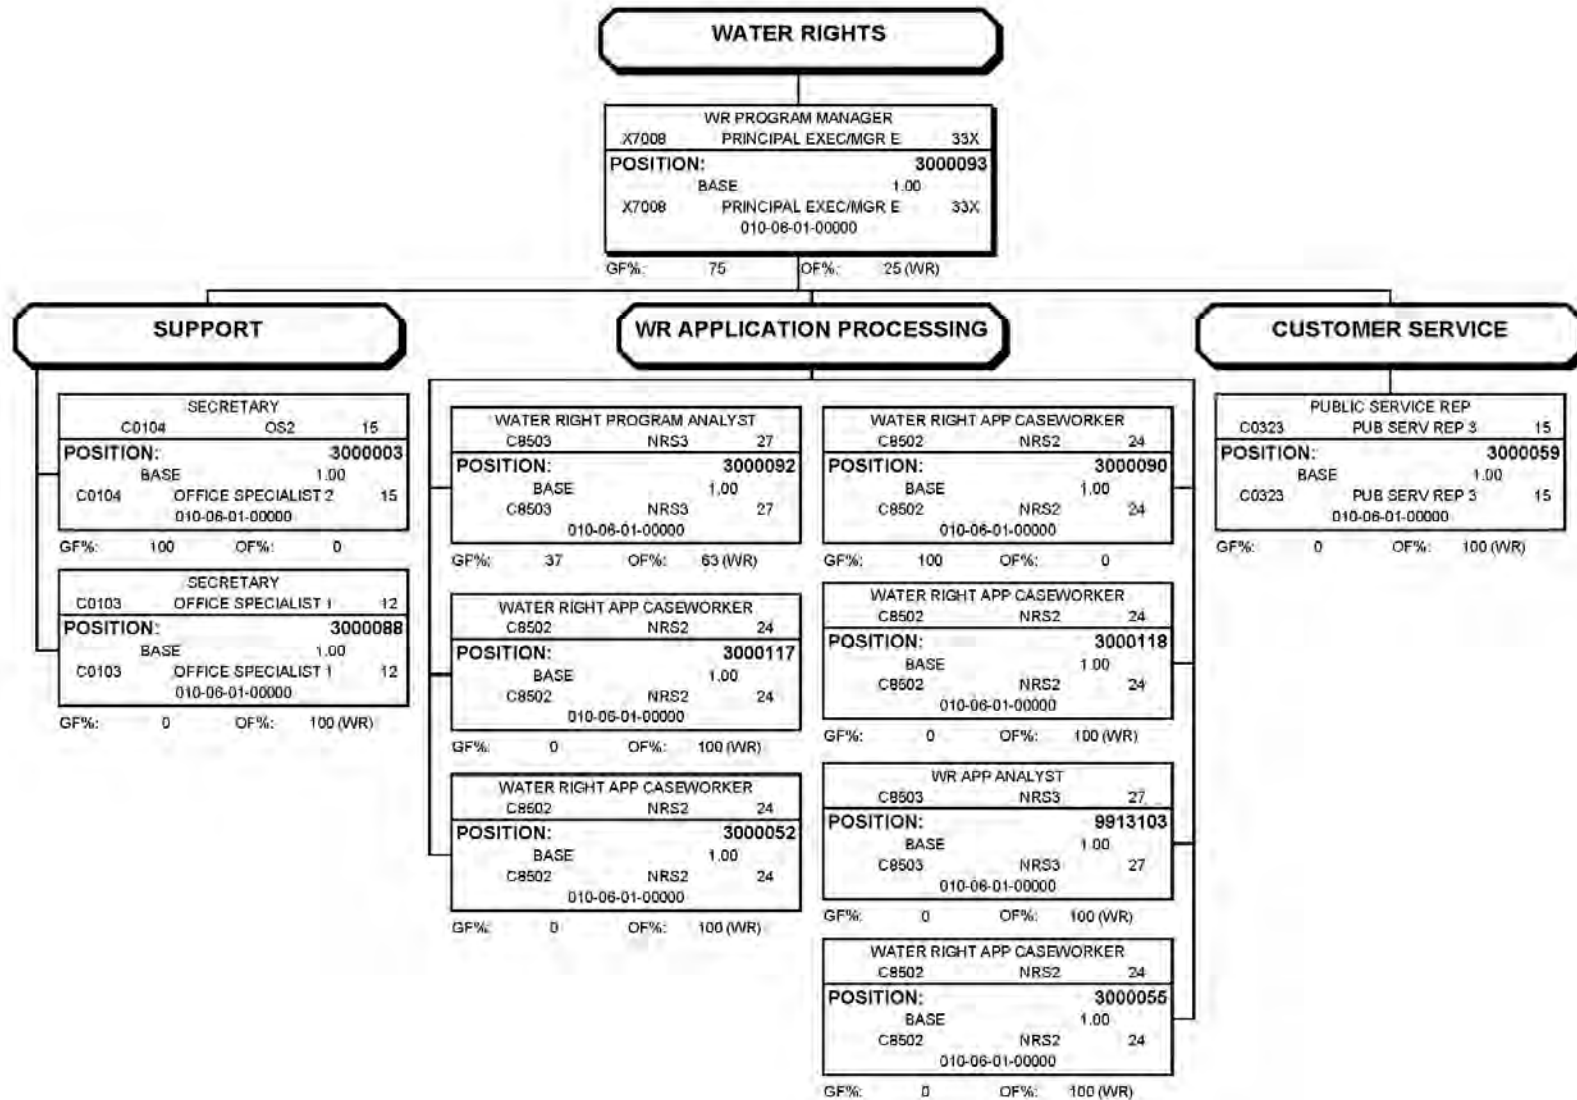 WATER RIGHTS
WR PROGRAM MANAGER
X7008 PRINCIPAL EXEC/MGR E 33X
POSITION: 3000093
BASE 1.00
X7008 PRINCIPAL EXEC/MGR E 33X
010-06-01-00000
GF%: 75 OF%: 25 (WR)
SUPPORT
SECRETARY
C0104 OS2 15
POSITION: 3000003
BASE 1.00
C0104 OFFICE SPECIALIST 2 15
010-06-01-00000
GF%: 100 OF%: 0
SECRETARY
C0103 OFFICE SPECIALIST 1 12
POSITION: 3000088
BASE 1.00
C0103 OFFICE SPECIALIST 1 12
010-06-01-00000
GF%: 0 OF%: 100 (WR)
WR APPLICATION PROCESSING
WATER RIGHT PROGRAM ANALYST
C8503 NRS3 27
POSITION: 3000092
BASE 1.00
C8503 NRS3 27
010-06-01-00000
GF%: 37 OF%: 63 (WR)
WATER RIGHT APP CASEWORKER
C8502 NRS2 24
POSITION: 3000117
BASE 1.00
C8502 NRS2 24
010-06-01-00000
GF%: 0 OF%: 100 (WR)
WATER RIGHT APP CASEWORKER
C8502 NRS2 24
POSITION: 3000052
BASE 1.00
C8502 NRS2 24
010-06-01-00000
GF%: 0 OF%: 100 (WR)
WATER RIGHT APP CASEWORKER
C8502 NRS2 24
POSITION: 3000090
BASE 1.00
C8502 NRS2 24
010-06-01-00000
GF%: 100 OF%: 0
WATER RIGHT APP CASEWORKER
C8502 NRS2 24
POSITION: 3000118
BASE 1.00
C8502 NRS2 24
010-06-01-00000
GF%: 0 OF%: 100 (WR)
WR APP ANALYST
C8503 NRS3 27
POSITION: 9913103
BASE 1.00
C8503 NRS3 27
010-06-01-00000
GF%: 0 OF%: 100 (WR)
WATER RIGHT APP CASEWORKER
C8502 NRS2 24
POSITION: 3000055
BASE 1.00
C8502 NRS2 24
010-06-01-00000
GF%: 0 OF%: 100 (WR)
CUSTOMER SERVICE
PUBLIC SERVICE REP
C0323 PUB SERV REP 3 15
POSITION: 3000059
BASE 1.00
C0323 PUB SERV REP 3 15
010-06-01-00000
GF%: 0 OF%: 100 (WR)